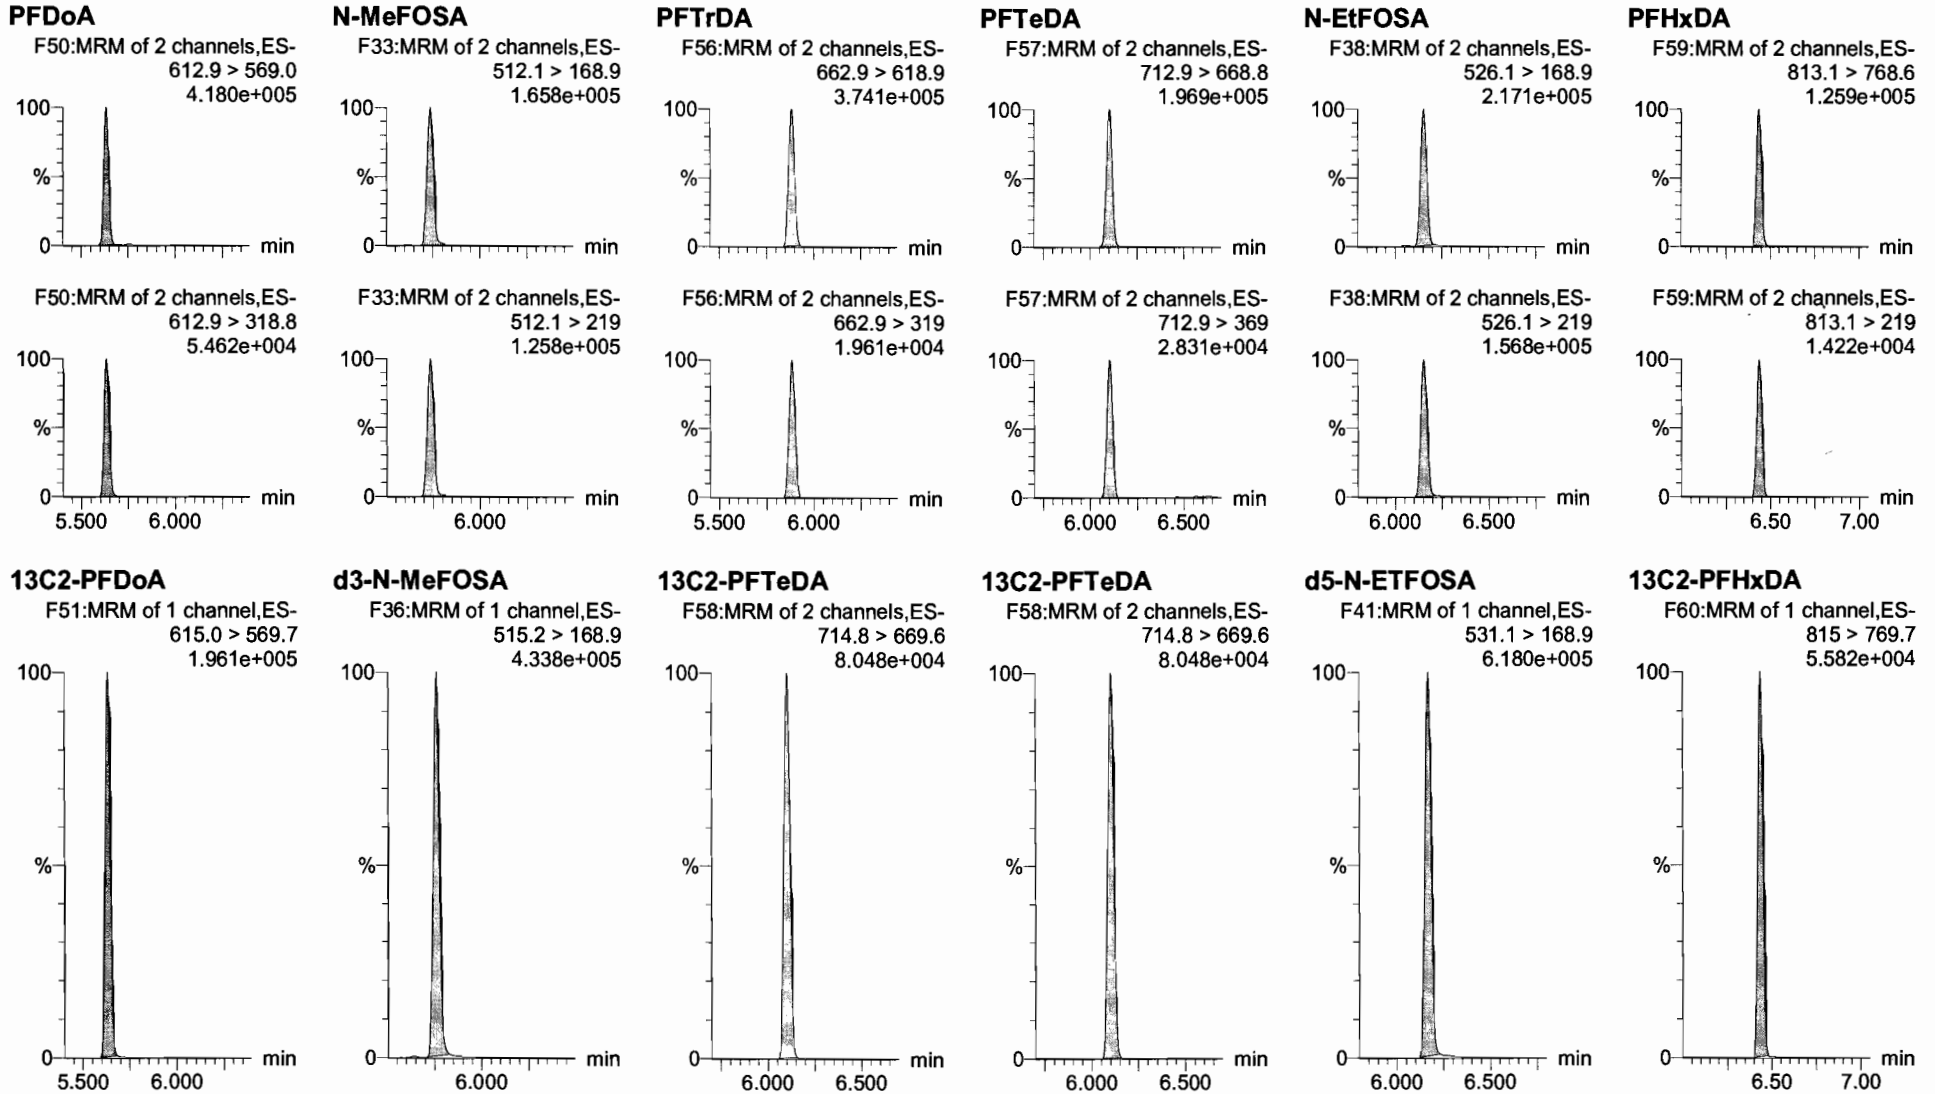 PFDoA
F50:MRM of 2 channels,ES-
612.9 > 569.0
4.180e+005
100
%
0
min
F50:MRM of 2 channels,ES-
612.9 > 318.8
5.462e+004
100
%
0
min
5.500 6.000
N-MeFOSA
F33:MRM of 2 channels,ES-
512.1 > 168.9
1.658e+005
100
%
0
min
F33:MRM of 2 channels,ES-
512.1 > 219
1.258e+005
100
%
0
min
6.000
PFTrDA
F56:MRM of 2 channels,ES-
662.9 > 618.9
3.741e+005
100
%
0
min
F56:MRM of 2 channels,ES-
662.9 > 319
1.961e+004
100
%
0
min
5.500 6.000
PFTeDA
F57:MRM of 2 channels,ES-
712.9 > 668.8
1.969e+005
100
%
0
min
F57:MRM of 2 channels,ES-
712.9 > 369
2.831e+004
100
%
0
min
6.000 6.500
N-EtFOSA
F38:MRM of 2 channels,ES-
526.1 > 168.9
2.171e+005
100
%
0
min
F38:MRM of 2 channels,ES-
526.1 > 219
1.568e+005
100
%
0
min
6.000 6.500
PFHxDA
F59:MRM of 2 channels,ES-
813.1 > 768.6
1.259e+005
100
%
0
min
F59:MRM of 2 channels,ES-
813.1 > 219
1.422e+004
100
%
0
min
6.50 7.00
13C2-PFDoA
F51:MRM of 1 channel,ES-
615.0 > 569.7
1.961e+005
100
%
0
min
5.500 6.000
d3-N-MeFOSA
F36:MRM of 1 channel,ES-
515.2 > 168.9
4.338e+005
100
%
0
min
6.000
13C2-PFTeDA
F58:MRM of 2 channels,ES-
714.8 > 669.6
8.048e+004
100
%
0
min
6.000 6.500
13C2-PFTeDA
F58:MRM of 2 channels,ES-
714.8 > 669.6
8.048e+004
100
%
0
min
6.000 6.500
d5-N-ETFOSA
F41:MRM of 1 channel,ES-
531.1 > 168.9
6.180e+005
100
%
0
min
6.000 6.500
13C2-PFHxDA
F60:MRM of 1 channel,ES-
815 > 769.7
5.582e+004
100
%
0
min
6.50 7.00